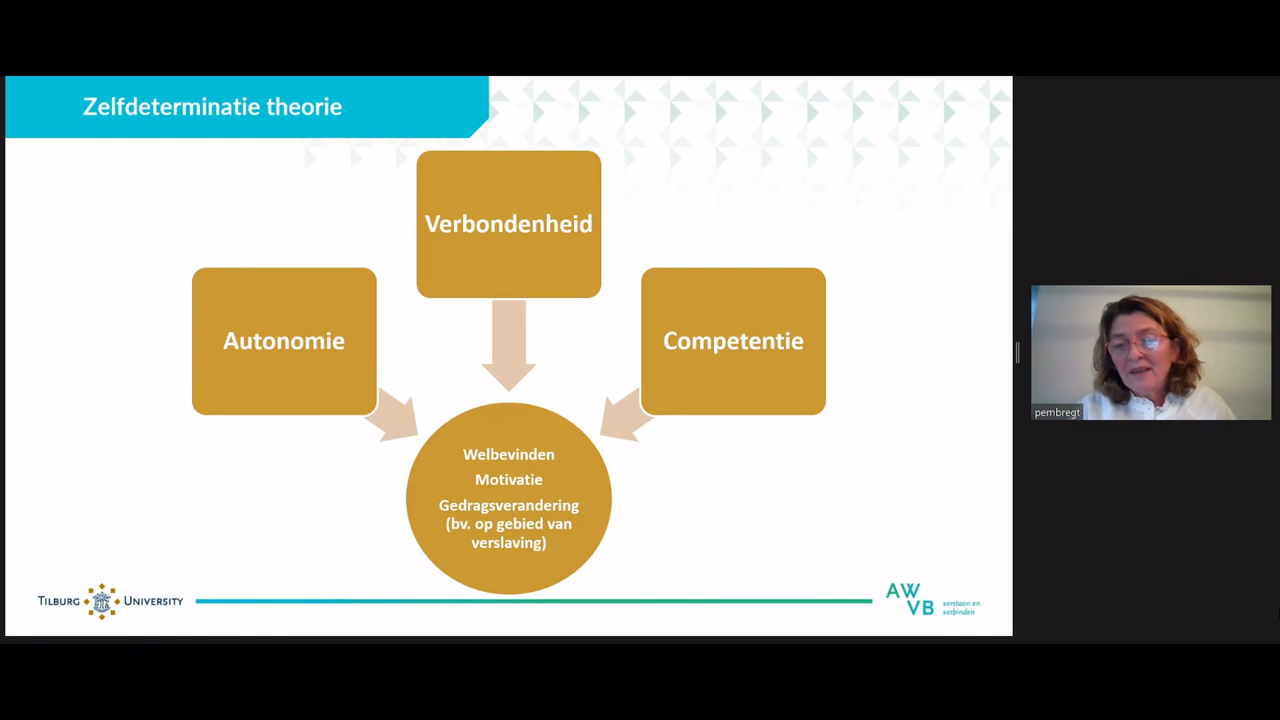 Zelfdeterminatie theorie
Verbondenheid
Autonomie
Competentie
Welbevinden
Motivatie
Gedragsverandering
(bv. op gebied van
verslaving)
TILBURG UNIVERSITY
AW
VB
verstaan en
verbinden
pembregt